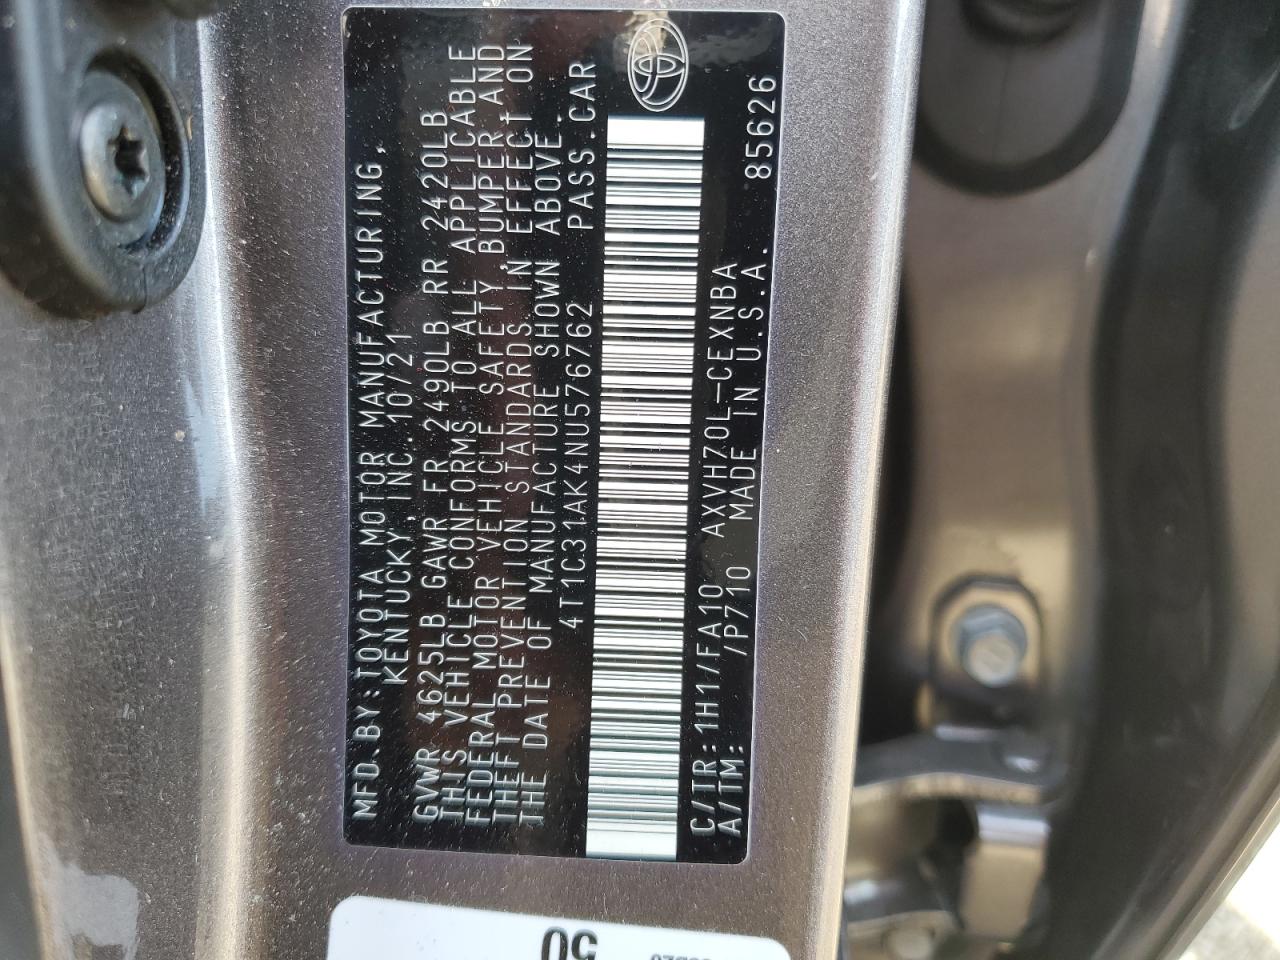 MFD.BY:TOYOTA MOTOR MANUFACTURING,
KENTUCKY,INC. 10/21
GVWR 4625LB GAWR FR 2490LB RR 2420LB
THIS VEHICLE CONFORMS TO ALL APPLICABLE
FEDERAL MOTOR VEHICLE SAFETY,BUMPER,AND
THEFT PREVENTION STANDARDS IN EFFECT ON
THE DATE OF MANUFACTURE SHOWN ABOVE.
4T1C31AK4NU576762 PASS.CAR
C/TR:1H1/FA10 AXVH70L-CEXNBA
A/TM: /P710 MADE IN U.S.A. 85626
50